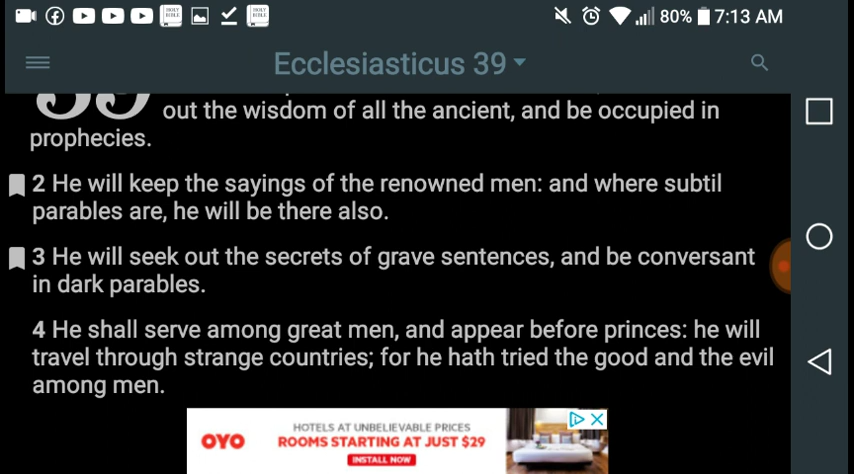 80% 7:13 AM
Ecclesiasticus 39
out the wisdom of all the ancient, and be occupied in
prophecies.
2 He will keep the sayings of the renowned men: and where subtil
parables are, he will be there also.
3 He will seek out the secrets of grave sentences, and be conversant
in dark parables.
4 He shall serve among great men, and appear before princes: he will
travel through strange countries; for he hath tried the good and the evil
among men.
OYO
HOTELS AT UNBELIEVABLE PRICES
ROOMS STARTING AT JUST $29
INSTALL NOW